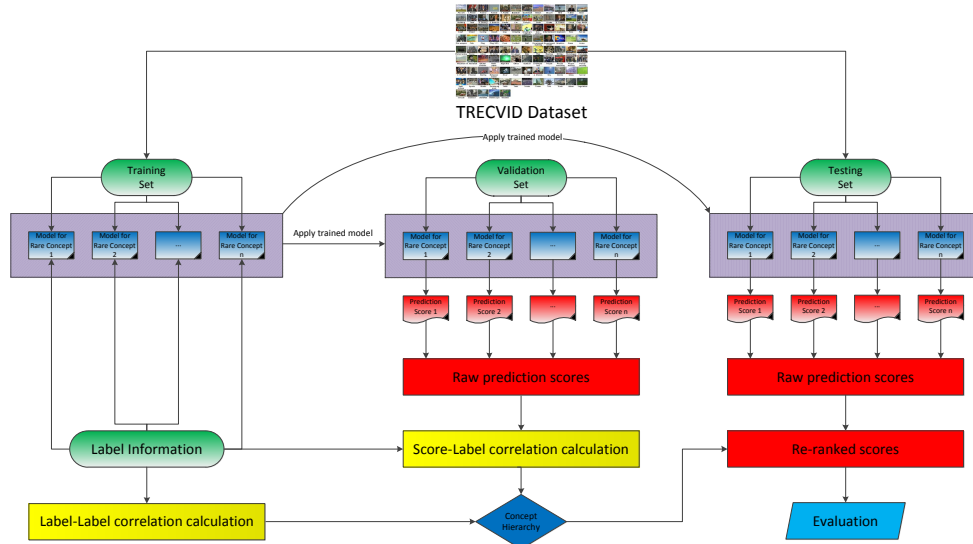 TRECVID Dataset
Apply trained model
Training
Set
Validation
Set
Testing
Set
Model for
Rare Concept
1
Model for
Rare Concept
2
...
Model for
Rare Concept
n
Apply trained model
Model for
Rare Concept
1
Model for
Rare Concept
2
...
Model for
Rare Concept
n
Model for
Rare Concept
1
Model for
Rare Concept
2
...
Model for
Rare Concept
n
Prediction
Score 1
Prediction
Score 2
...
Prediction
Score n
Prediction
Score 1
Prediction
Score 2
...
Prediction
Score n
Raw prediction scores
Raw prediction scores
Label Information
Score-Label correlation calculation
Re-ranked scores
Label-Label correlation calculation
Concept
Hierarchy
Evaluation